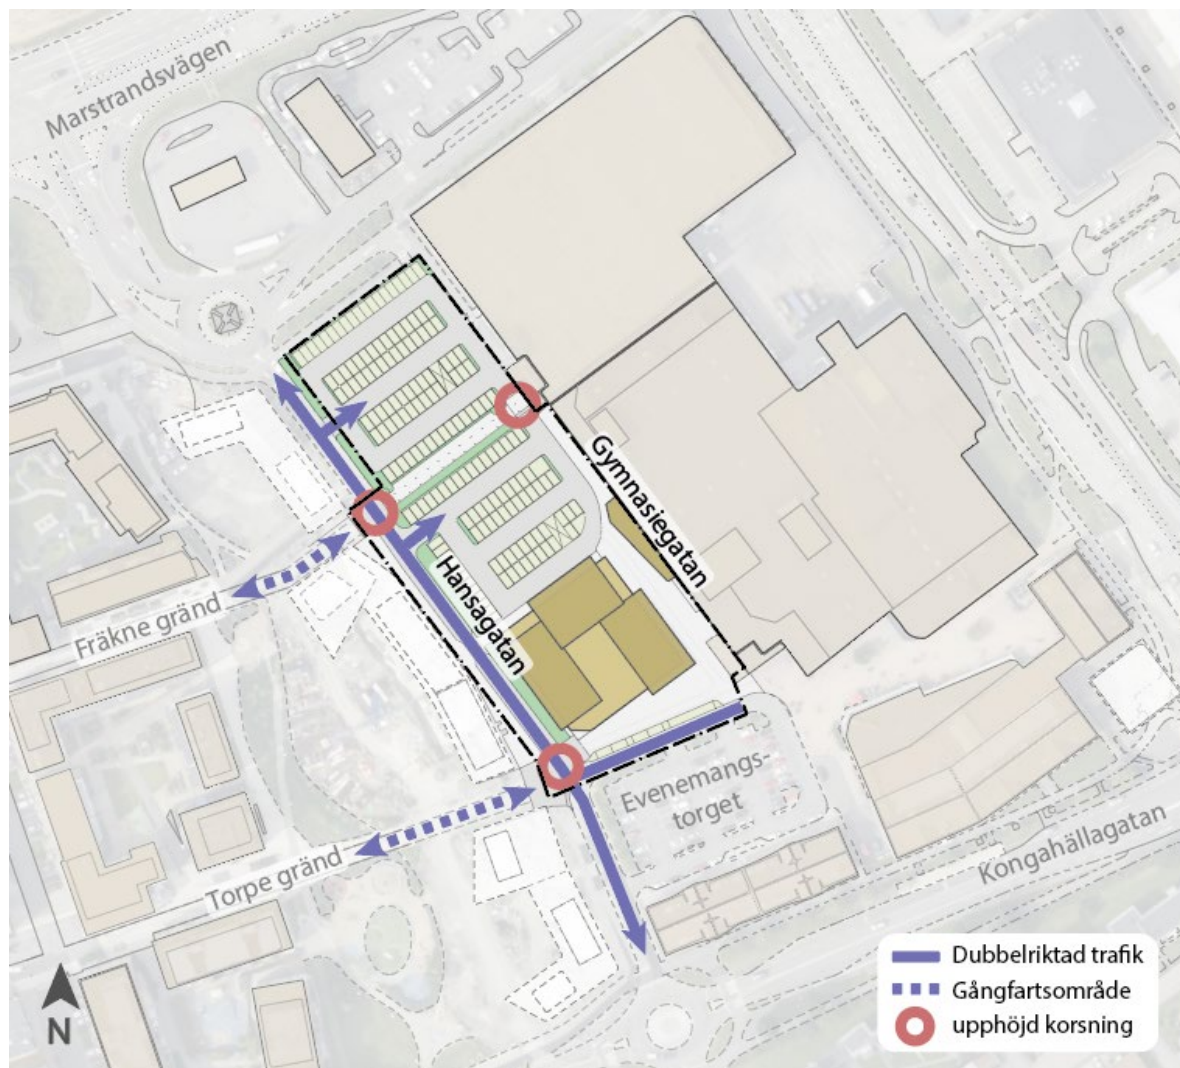 Marstrandsvägen
Gymnasiegatan
Hansagatan
Fräkne gränd
Evenemangs-
torget
Torpe gränd
Kongahällagatan
N
Dubbelriktad trafik
Gångfartsområde
upphöjd korsning